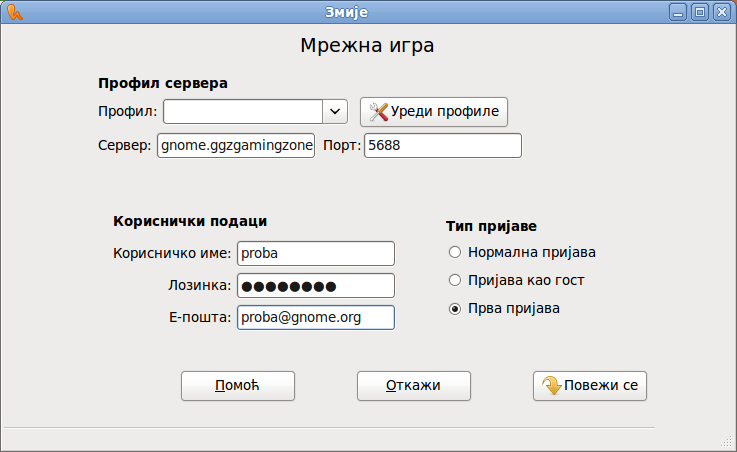 Змије
Мрежна игра
Профил сервера
Профил: Уреди профиле
Сервер: gnome.ggzgamingzone Порт: 5688
Кориснички подаци
Тип пријаве
Корисничко име: proba
Нормална пријава
Лозинка: ●●●●●●●●
Пријава као гост
Е-пошта: proba@gnome.org
Прва пријава
Помоћ Откажи Повежи се